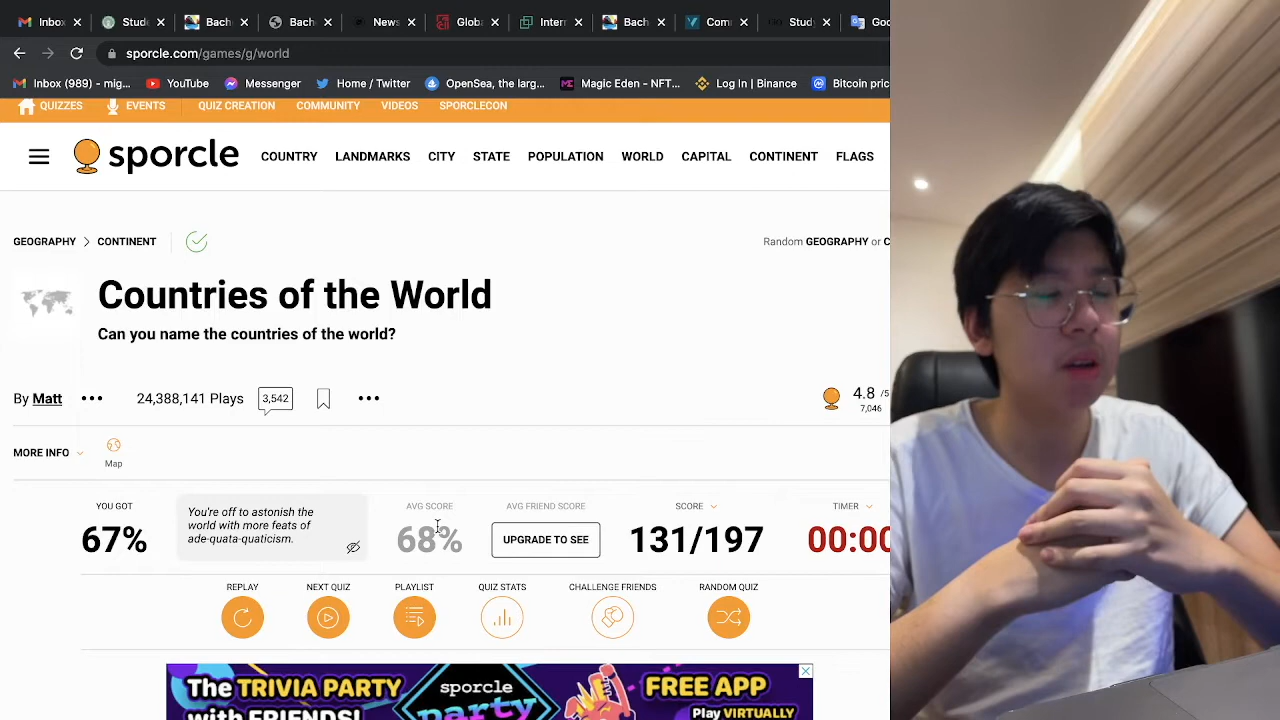 Inbox
Stud
Bach
Bach
News
Globa
Intern
Bach
Com
Stud
Goo
sporcle.com/games/g/world
Inbox (989) - mig... YouTube Messenger Home / Twitter OpenSea, the larg... Magic Eden - NFT... Log In | Binance Bitcoin pric
QUIZZES EVENTS QUIZ CREATION COMMUNITY VIDEOS SPORCLECON
sporcle COUNTRY LANDMARKS CITY STATE POPULATION WORLD CAPITAL CONTINENT FLAGS
GEOGRAPHY > CONTINENT Random GEOGRAPHY or C
Countries of the World
Can you name the countries of the world?
By Matt ••• 24,388,141 Plays 3,542 ••• 4.8 /5
7,046
MORE INFO Map
YOU GOT
67%
You're off to astonish the
world with more feats of
ade-quata-quaticism.
AVG SCORE
68%
AVG FRIEND SCORE
UPGRADE TO SEE
SCORE
131/197
TIMER
00:00
REPLAY NEXT QUIZ PLAYLIST QUIZ STATS CHALLENGE FRIENDS RANDOM QUIZ
The TRIVIA PARTY
with FRIENDS!
sporcle
party
FREE APP
Play VIRTUALLY